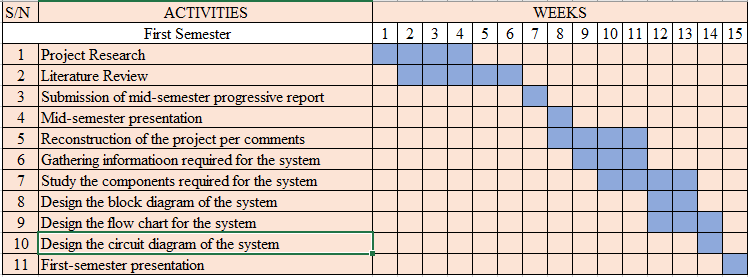 S/N ACTIVITIES WEEKS
First Semester 1 2 3 4 5 6 7 8 9 10 11 12 13 14 15
1 Project Research
2 Literature Review
3 Submission of mid-semester progressive report
4 Mid-semester presentation
5 Reconstruction of the project per comments
6 Gathering informatioon required for the system
7 Study the components required for the system
8 Design the block diagram of the system
9 Design the flow chart for the system
10 Design the circuit diagram of the system
11 First-semester presentation